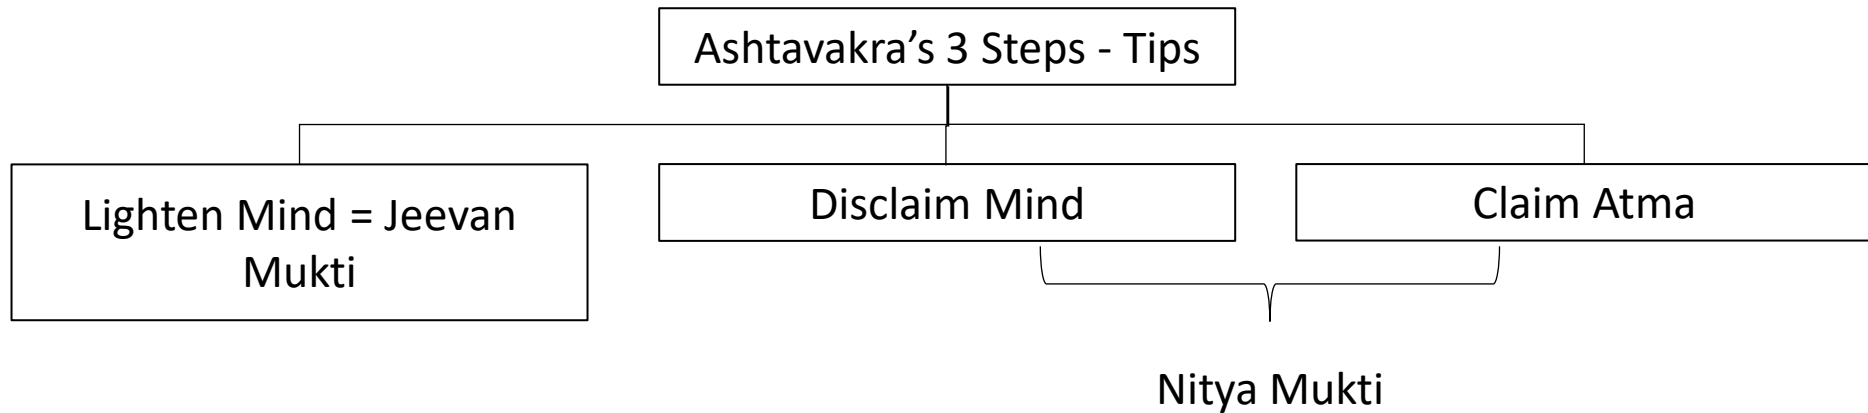 Ashtavakra’s 3 Steps - Tips
Lighten Mind = Jeevan
Mukti
Disclaim Mind
Claim Atma
Nitya Mukti